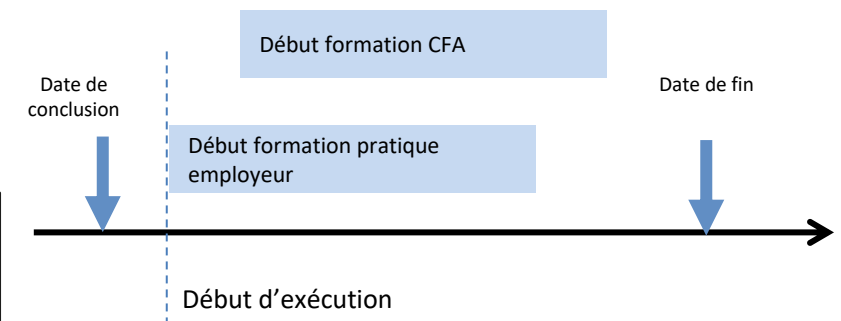 Début formation CFA
Date de
conclusion
Date de fin
Début formation pratique
employeur
Début d’exécution